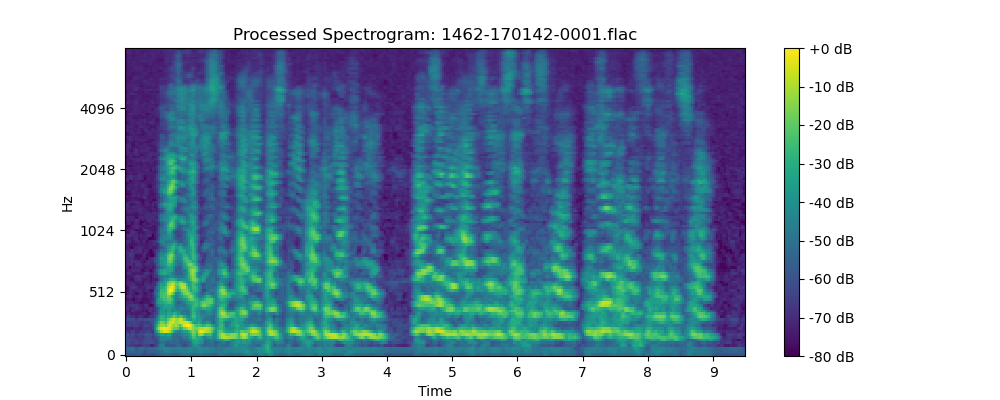 Processed Spectrogram: 1462-170142-0001.flac
Hz
4096
2048
1024
512
0
0 1 2 3 4 5 6 7 8 9
Time
+0 dB
-10 dB
-20 dB
-30 dB
-40 dB
-50 dB
-60 dB
-70 dB
-80 dB